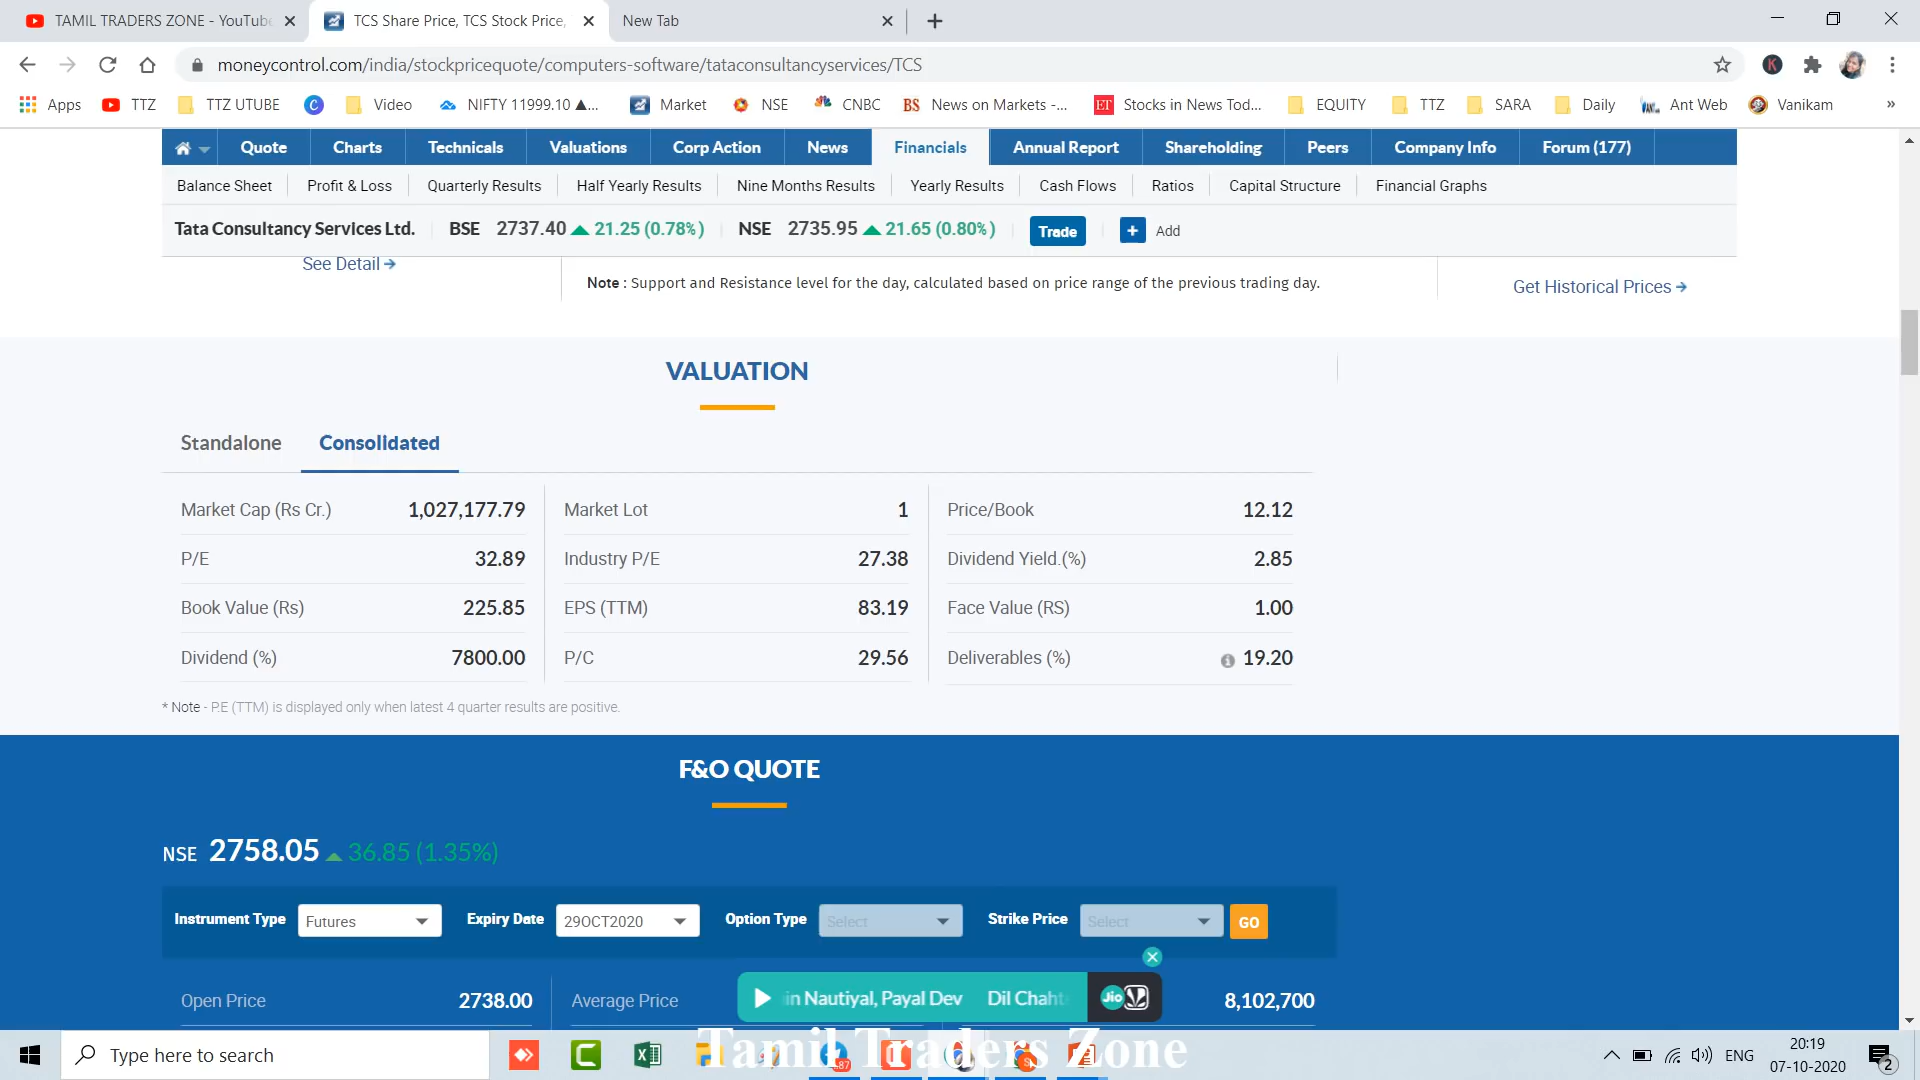 TAMIL TRADERS ZONE - YouTube
TCS Share Price, TCS Stock Price,
New Tab
moneycontrol.com/india/stockpricequote/computers-software/tataconsultancyservices/TCS
Apps TTZ TTZ UTUBE Video NIFTY 11999.10 ▲... Market NSE CNBC BS News on Markets -... ET Stocks in News Tod... EQUITY TTZ SARA Daily Ant Web Vanikam »
Quote Charts Technicals Valuations Corp Action News Financials Annual Report Shareholding Peers Company Info Forum (177)
Balance Sheet Profit & Loss Quarterly Results Half Yearly Results Nine Months Results Yearly Results Cash Flows Ratios Capital Structure Financial Graphs
Tata Consultancy Services Ltd. BSE 2737.40 ▲ 21.25 (0.78%) NSE 2735.95 ▲ 21.65 (0.80%) Trade + Add
See Detail →
Note : Support and Resistance level for the day, calculated based on price range of the previous trading day.
Get Historical Prices →
VALUATION
Standalone Consolidated
Market Cap (Rs Cr.) 1,027,177.79 Market Lot 1 Price/Book 12.12
P/E 32.89 Industry P/E 27.38 Dividend Yield.(%) 2.85
Book Value (Rs) 225.85 EPS (TTM) 83.19 Face Value (RS) 1.00
Dividend (%) 7800.00 P/C 29.56 Deliverables (%) 19.20
* Note - P.E (TTM) is displayed only when latest 4 quarter results are positive.
F&O QUOTE
NSE 2758.05 ▲ 36.85 (1.35%)
Instrument Type Futures Expiry Date 29OCT2020 Option Type Select Strike Price Select GO
Open Price 2738.00 Average Price 8,102,700
in Nautiyal, Payal Dev Dil Chaht
Jio
Tamil Traders Zone
Type here to search
ENG
20:19
07-10-2020
2